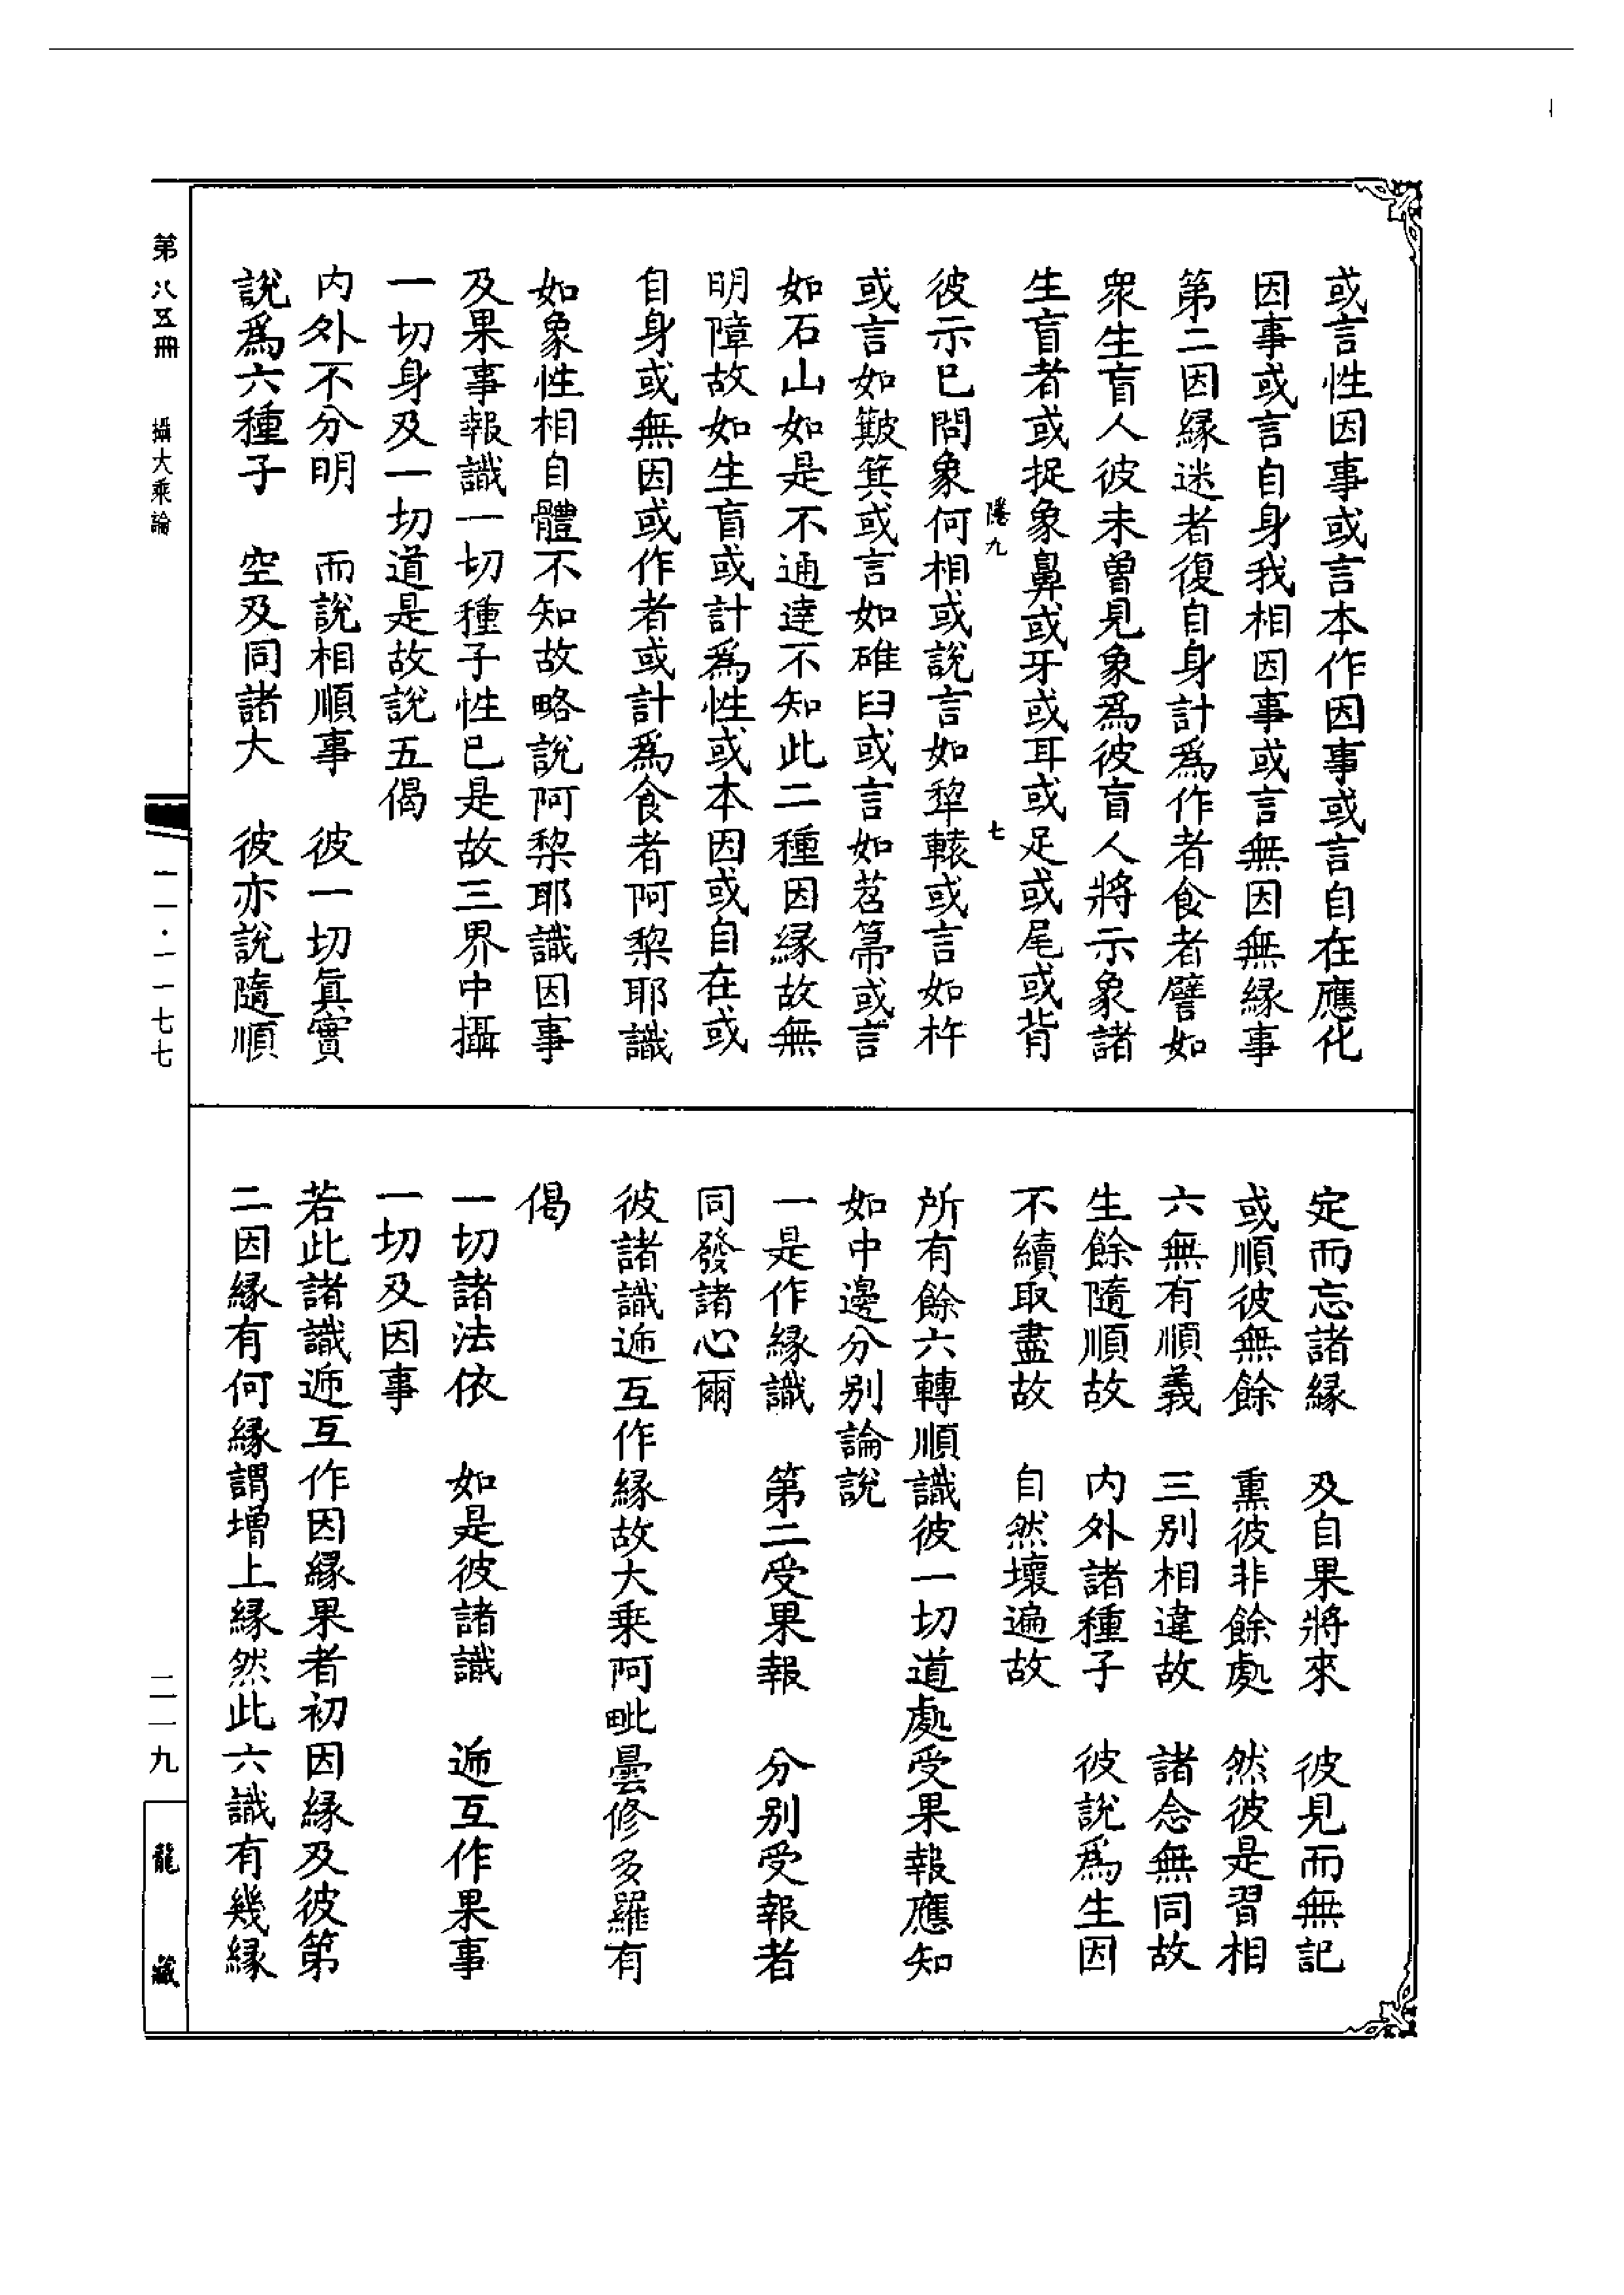 或言性因事或言本作因事或言自在應化
因事或言自身我相因事或言無因無緣事
第二因緣迷者復自身計爲作者食者譬如
衆生盲人彼未曾見象爲彼盲人將示象諸
生盲者或捉象鼻或牙或耳或足或尾或背
隱九
七
彼示已問象何相或說言如犂轅或言如杵
或言如簸箕或言如碓臼或言如苕箒或言
如石山如是不通達不知此二種因緣故無
明障故如生盲或計爲性或本因或自在或
自身或無因或作者或計爲食者阿棃耶識
如象性相自體不知故略說阿棃耶識因事
及果事報識一切種子性已是故三界中攝
一切身及一切道是故說五偈
内外不分明 而說相順事 彼一切眞實
說爲六種子 空及同諸大 彼亦說隨順
定而忘諸緣 及自果將來 彼見而無記
或順彼無餘 熏彼非餘處 然彼是習相
六無有順義 三別相違故 諸念無同故
生餘隨順故 内外諸種子 彼說爲生因
不續取盡故 自然壞遍故
所有餘六轉順識彼一切道處受果報應知
如中邊分别論說
一是作緣識 第二受果報 分别受報者
同發諸心爾
彼諸識逓互作緣故大乗阿毗曇修多羅有
偈
一切諸法依 如是彼諸識 逓互作果事
一切及因事
若此諸識逓互作因緣果者初因緣及彼第
二因緣有何緣謂增上緣然此六識有幾緣
第八五冊 攝大乘論
一一·一一七七
二一九
龍藏